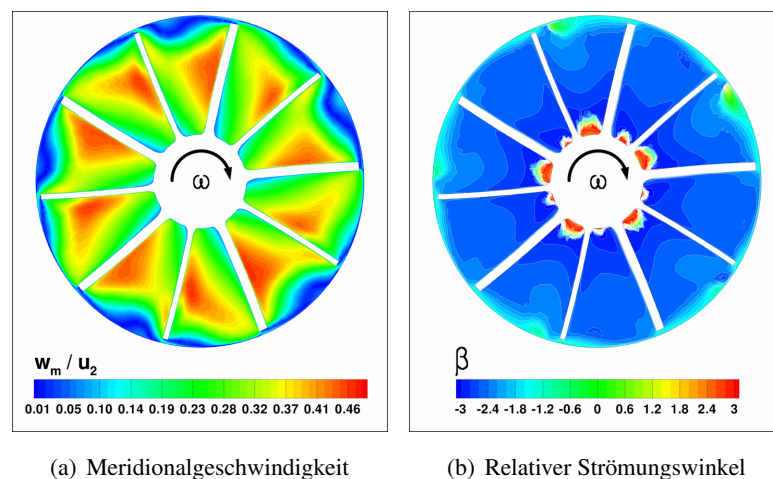 ω
ω
w_m / u_2
0.01 0.05 0.10 0.14 0.19 0.23 0.28 0.32 0.37 0.41 0.46
β
-3 -2.4 -1.8 -1.2 -0.6 0 0.6 1.2 1.8 2.4 3
(a) Meridionalgeschwindigkeit
(b) Relativer Strömungswinkel